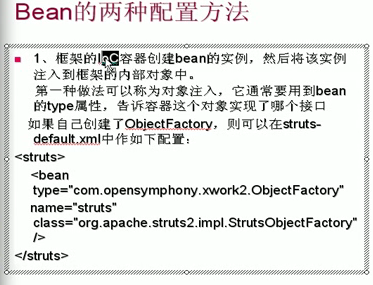 Bean的两种配置方法
1、框架的IoC容器创建bean的实例，然后将该实例
注入到框架的内部对象中。
第一种做法可以称为对象注入，它通常要用到bean
的type属性，告诉容器这个对象实现了哪个接口
如果自己创建了ObjectFactory，则可以在struts-
default.xml中作如下配置：
<struts>
<bean
type="com.opensymphony.xwork2.ObjectFactory"
name="struts"
class="org.apache.struts2.impl.StrutsObjectFactory"
/>
</struts>